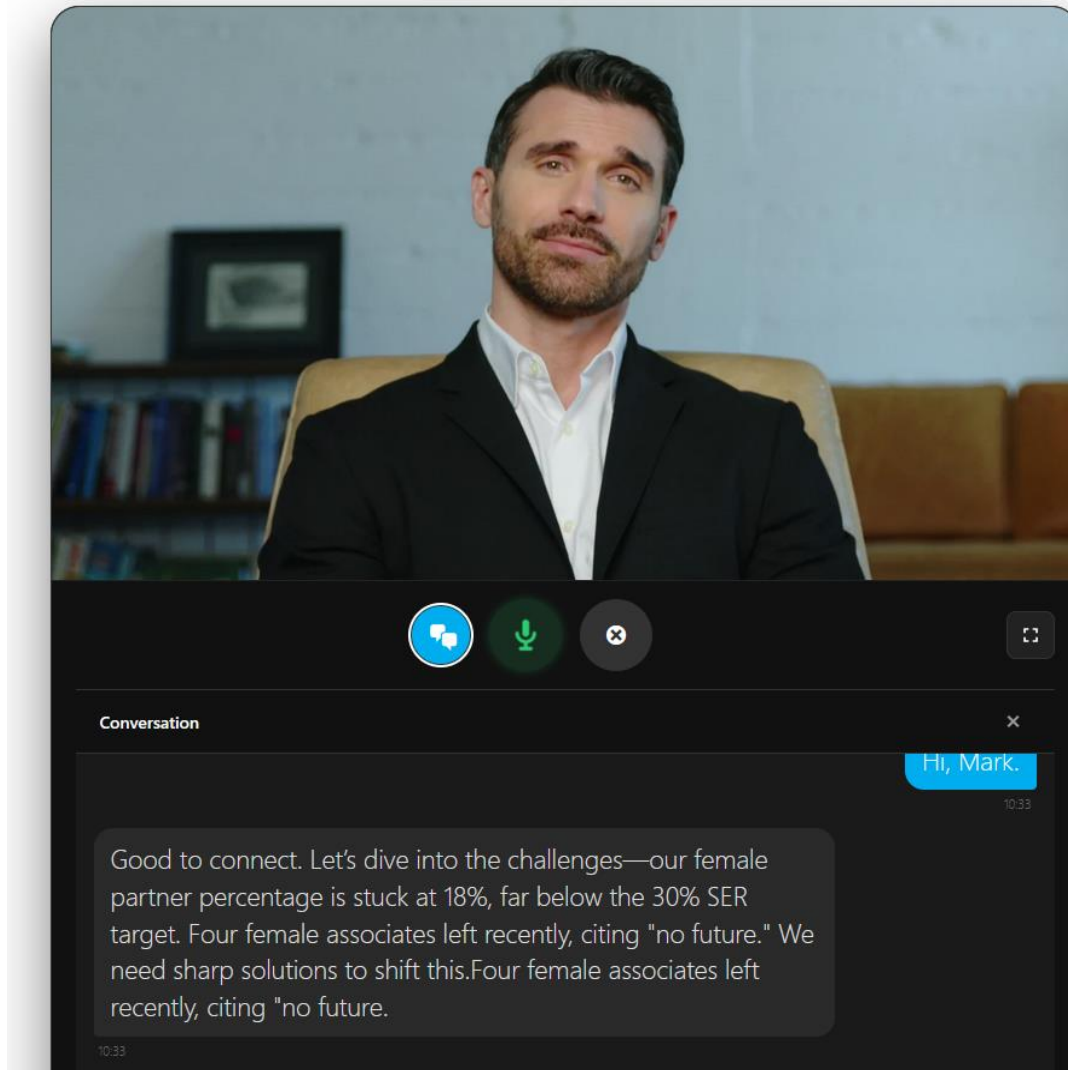 Conversation
Hi, Mark.
10:33
Good to connect. Let's dive into the challenges—our female
partner percentage is stuck at 18%, far below the 30% SER
target. Four female associates left recently, citing "no future." We
need sharp solutions to shift this.Four female associates left
recently, citing "no future.
10:33